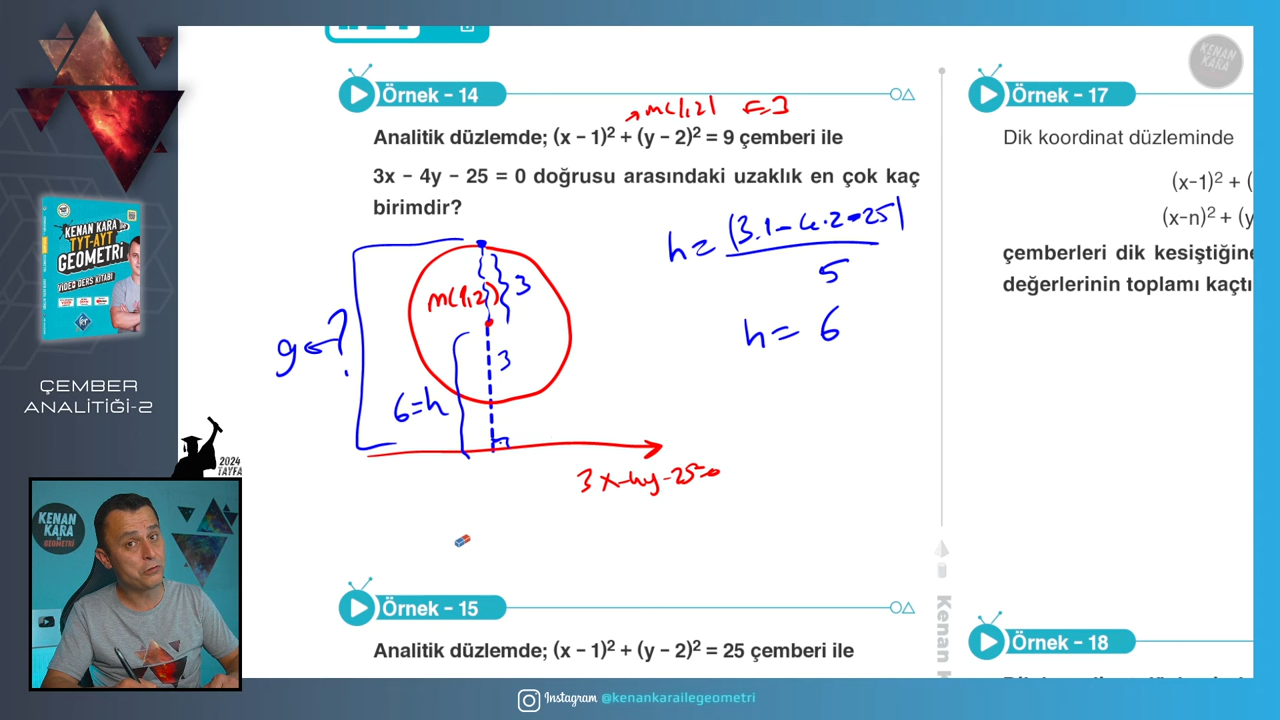 KENAN KARA
Örnek - 14
→ m(1,2) r=3
Analitik düzlemde; (x – 1)² + (y – 2)² = 9 çemberi ile
3x – 4y – 25 = 0 doğrusu arasındaki uzaklık en çok kaç
birimdir?
h = |3.1 – 4.2 - 25|
5
h = 6
m(1,2)
3
3
9 ← ?
6=h
3x-4y-25=0
Örnek - 15
Analitik düzlemde; (x – 1)² + (y – 2)² = 25 çemberi ile
Kenan
Örnek - 17
Dik koordinat düzleminde
(x–1)² + (
(x–n)² + (y
çemberleri dik kesiştiğine
değerlerinin toplamı kaçtı
Örnek - 18
KENAN KARA
TYT-AYT
GEOMETRİ
VİDEO DERS KİTABI
ÇEMBER
ANALİTİĞİ-2
2024
TAYFA
KENAN
KARA
GEOMETRİ
Instagram @kenankarailegeometri